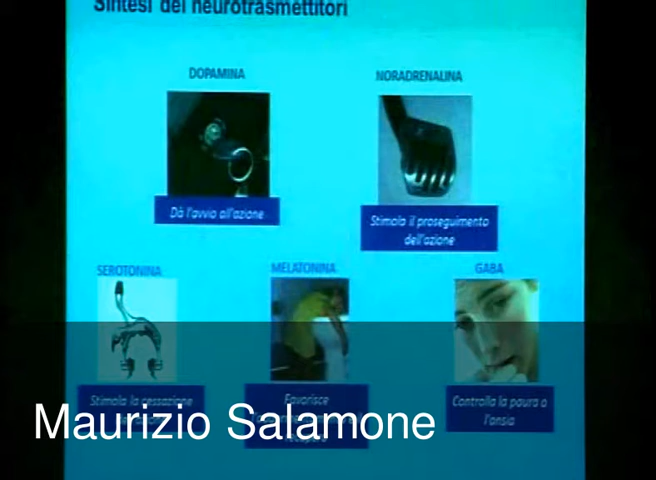 Sintesi dei neurotrasmettitori
DOPAMINA
NORADRENALINA
Dà l'avvio all'azione
Stimola il proseguimento
dell'azione
SEROTONINA
MELATONINA
GABA
Stimola la cessazione
Favorisce
Controlla la paura o
l'ansia
Maurizio Salamone